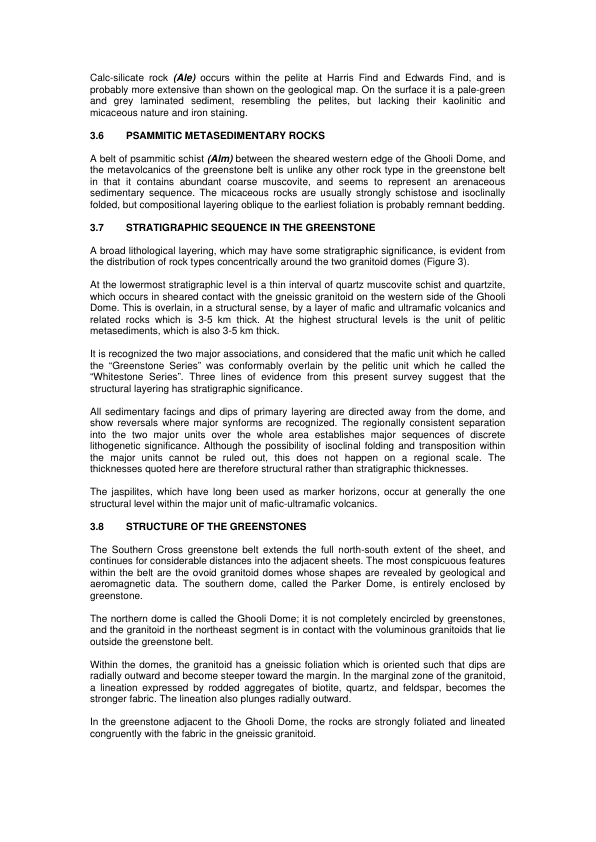 Calc-silicate rock (Ale) occurs within the pelite at Harris Find and Edwards Find, and is
probably more extensive than shown on the geological map. On the surface it is a pale-green
and grey laminated sediment, resembling the pelites, but lacking their kaolinitic and
micaceous nature and iron staining.
3.6 PSAMMITIC METASEDIMENTARY ROCKS
A belt of psammitic schist (Alm) between the sheared western edge of the Ghooli Dome, and
the metavolcanics of the greenstone belt is unlike any other rock type in the greenstone belt
in that it contains abundant coarse muscovite, and seems to represent an arenaceous
sedimentary sequence. The micaceous rocks are usually strongly schistose and isoclinally
folded, but compositional layering oblique to the earliest foliation is probably remnant bedding.
3.7 STRATIGRAPHIC SEQUENCE IN THE GREENSTONE
A broad lithological layering, which may have some stratigraphic significance, is evident from
the distribution of rock types concentrically around the two granitoid domes (Figure 3).
At the lowermost stratigraphic level is a thin interval of quartz muscovite schist and quartzite,
which occurs in sheared contact with the gneissic granitoid on the western side of the Ghooli
Dome. This is overlain, in a structural sense, by a layer of mafic and ultramafic volcanics and
related rocks which is 3-5 km thick. At the highest structural levels is the unit of pelitic
metasediments, which is also 3-5 km thick.
It is recognized the two major associations, and considered that the mafic unit which he called
the “Greenstone Series” was conformably overlain by the pelitic unit which he called the
“Whitestone Series”. Three lines of evidence from this present survey suggest that the
structural layering has stratigraphic significance.
All sedimentary facings and dips of primary layering are directed away from the dome, and
show reversals where major synforms are recognized. The regionally consistent separation
into the two major units over the whole area establishes major sequences of discrete
lithogenetic significance. Although the possibility of isoclinal folding and transposition within
the major units cannot be ruled out, this does not happen on a regional scale. The
thicknesses quoted here are therefore structural rather than stratigraphic thicknesses.
The jaspilites, which have long been used as marker horizons, occur at generally the one
structural level within the major unit of mafic-ultramafic volcanics.
3.8 STRUCTURE OF THE GREENSTONES
The Southern Cross greenstone belt extends the full north-south extent of the sheet, and
continues for considerable distances into the adjacent sheets. The most conspicuous features
within the belt are the ovoid granitoid domes whose shapes are revealed by geological and
aeromagnetic data. The southern dome, called the Parker Dome, is entirely enclosed by
greenstone.
The northern dome is called the Ghooli Dome; it is not completely encircled by greenstones,
and the granitoid in the northeast segment is in contact with the voluminous granitoids that lie
outside the greenstone belt.
Within the domes, the granitoid has a gneissic foliation which is oriented such that dips are
radially outward and become steeper toward the margin. In the marginal zone of the granitoid,
a lineation expressed by rodded aggregates of biotite, quartz, and feldspar, becomes the
stronger fabric. The lineation also plunges radially outward.
In the greenstone adjacent to the Ghooli Dome, the rocks are strongly foliated and lineated
congruently with the fabric in the gneissic granitoid.